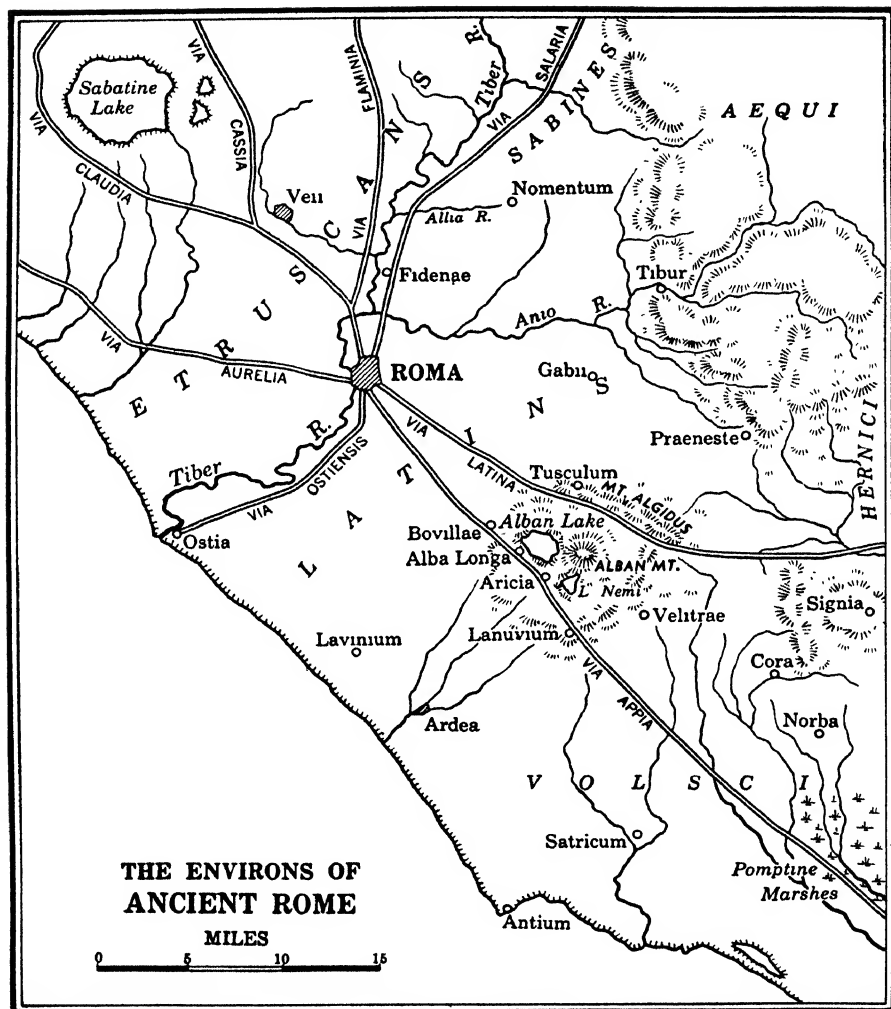 Sabatine
Lake
VIA
CLAUDIA
VIA
CASSIA
VIA
FLAMINIA
Tiber R.
VIA
SALARIA
SABINES
AEQUI
Veii
Nomentum
Allia R.
Fidenae
Tibur
Anio R.
ETRUSCANS
VIA
AURELIA
ROMA
Gabii
Praeneste
HERNICI
Tiber R.
VIA
OSTIENSIS
Ostia
LATINS
VIA
LATINA
Tusculum
MT. ALGIDUS
Bovillae
Alban Lake
Alba Longa
ALBAN MT.
Aricia
L Nemi
Velitrae
Signia
Lanuvium
Lavinium
Cora
VIA
APPIA
Ardea
Norba
VOLSCI
Satricum
Pomptine
Marshes
Antium
THE ENVIRONS OF
ANCIENT ROME
MILES
0 5 10 15